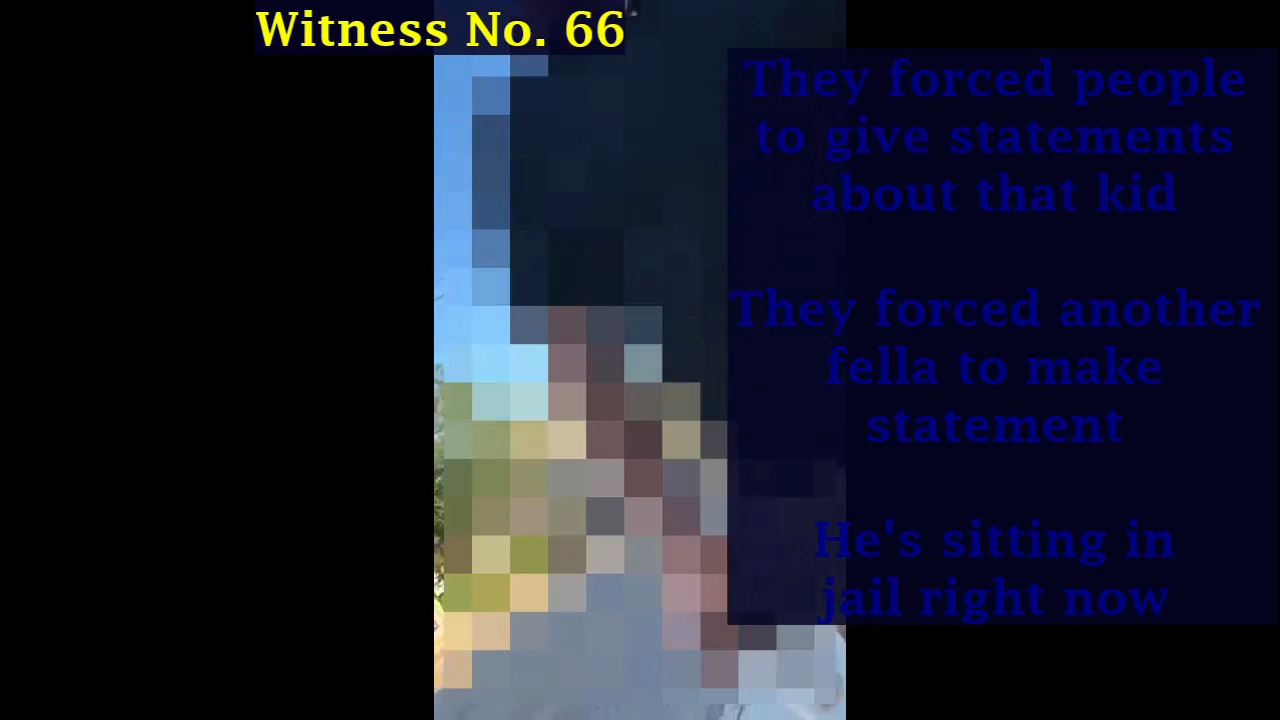 Witness No. 66
They forced people
to give statements
about that kid
They forced another
fella to make
statement
He's sitting in
jail right now